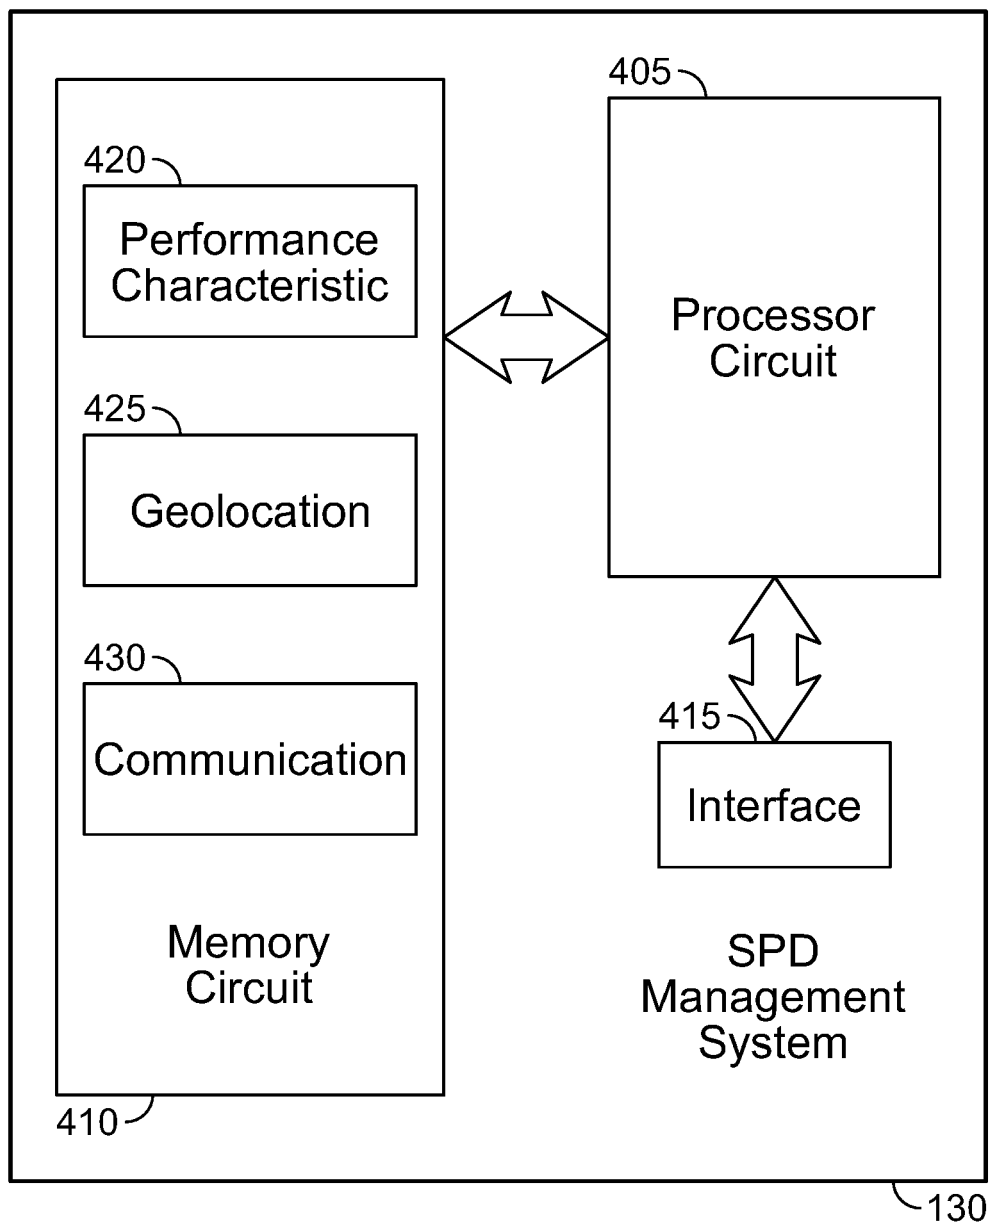 405
420
Performance
Characteristic
Processor
Circuit
425
Geolocation
430
Communication
415
Interface
Memory
Circuit
SPD
Management
System
410
130